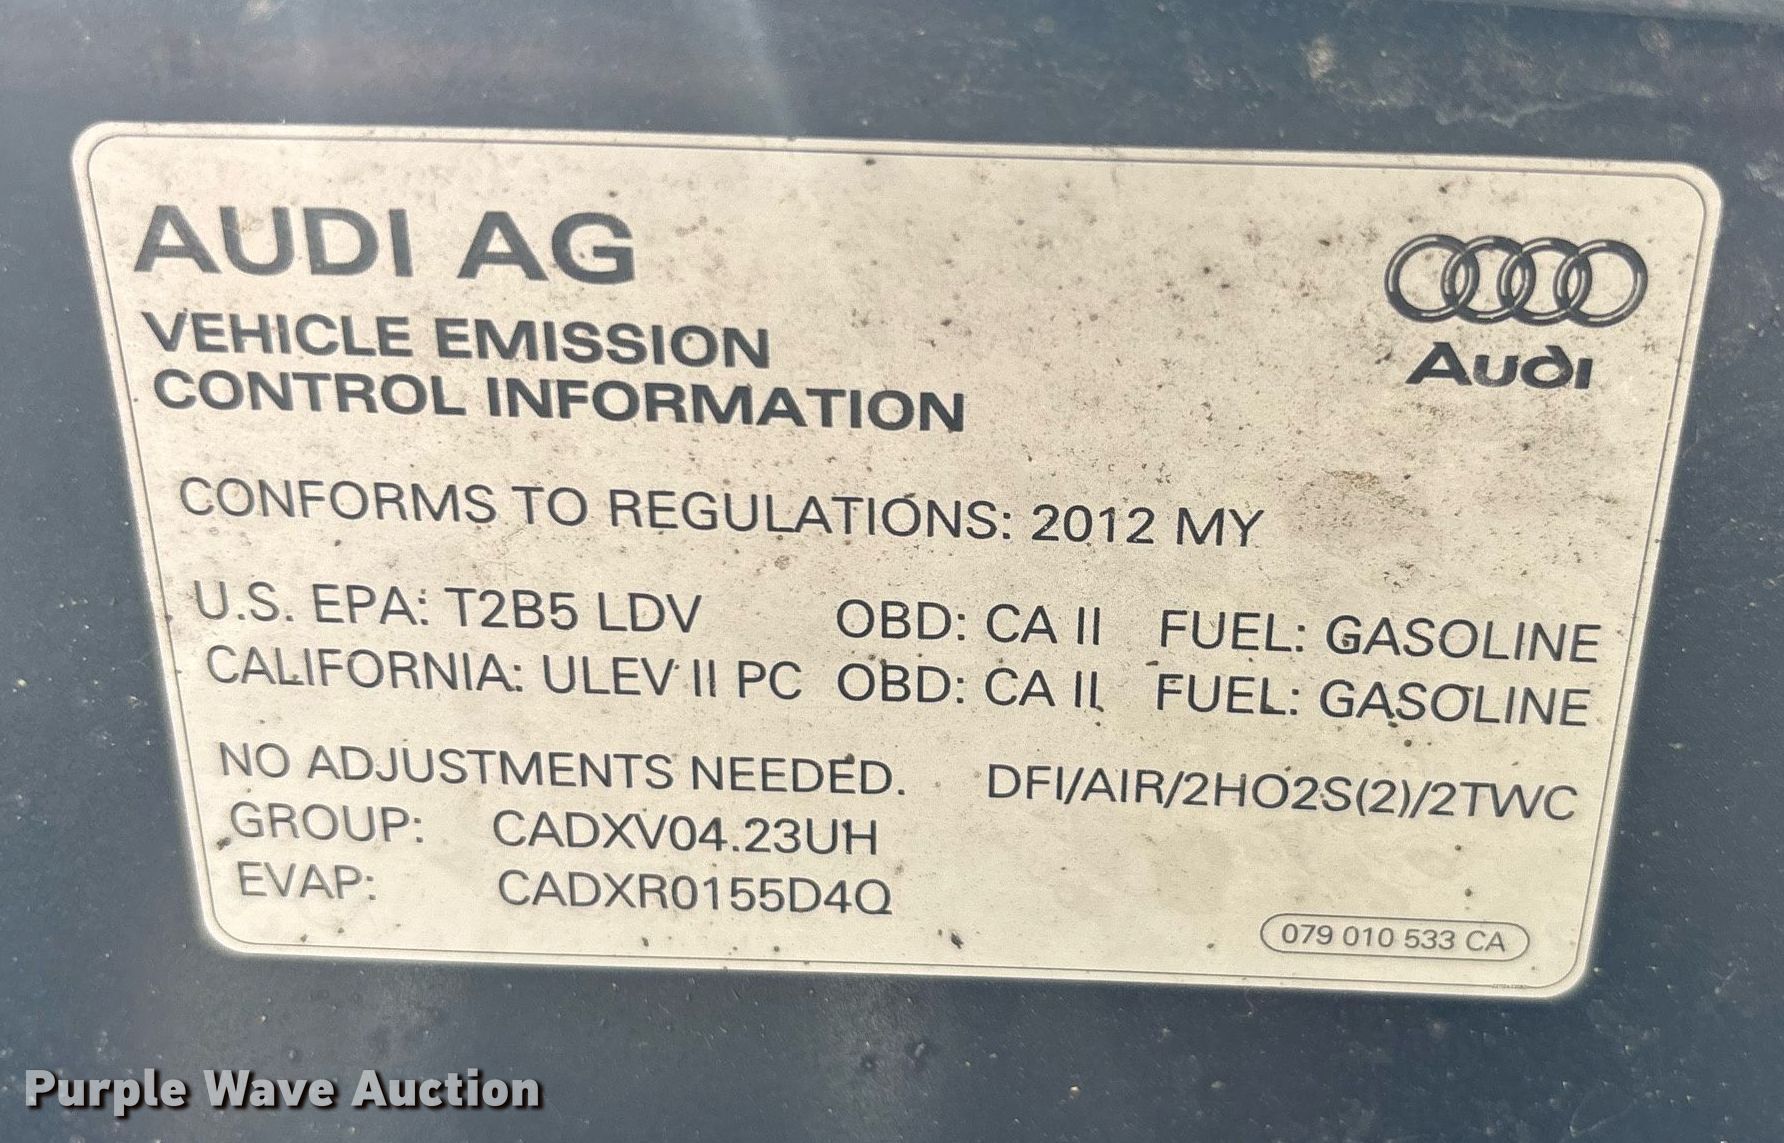 AUDI AG
Audi
VEHICLE EMISSION
CONTROL INFORMATION
CONFORMS TO REGULATIONS: 2012 MY
U.S. EPA: T2B5 LDV OBD: CA II FUEL: GASOLINE
CALIFORNIA: ULEV II PC OBD: CA II FUEL: GASOLINE
NO ADJUSTMENTS NEEDED. DFI/AIR/2HO2S(2)/2TWC
GROUP: CADXV04.23UH
EVAP: CADXR0155D4Q
079 010 533 CA
Purple Wave Auction